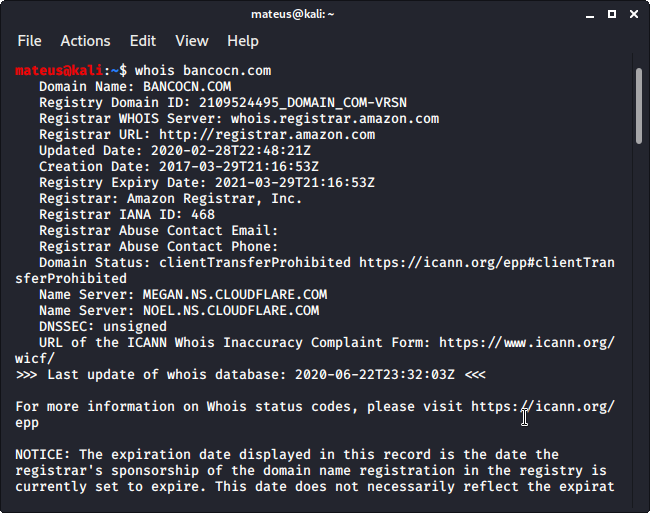 mateus@kali: ~
File Actions Edit View Help
mateus@kali:~$ whois bancocn.com
Domain Name: BANCOCN.COM
Registry Domain ID: 2109524495_DOMAIN_COM-VRSN
Registrar WHOIS Server: whois.registrar.amazon.com
Registrar URL: http://registrar.amazon.com
Updated Date: 2020-02-28T22:48:21Z
Creation Date: 2017-03-29T21:16:53Z
Registry Expiry Date: 2021-03-29T21:16:53Z
Registrar: Amazon Registrar, Inc.
Registrar IANA ID: 468
Registrar Abuse Contact Email:
Registrar Abuse Contact Phone:
Domain Status: clientTransferProhibited https://icann.org/epp#clientTran
sferProhibited
Name Server: MEGAN.NS.CLOUDFLARE.COM
Name Server: NOEL.NS.CLOUDFLARE.COM
DNSSEC: unsigned
URL of the ICANN Whois Inaccuracy Complaint Form: https://www.icann.org/
wicf/
>>> Last update of whois database: 2020-06-22T23:32:03Z <<<
For more information on Whois status codes, please visit https://icann.org/
epp
NOTICE: The expiration date displayed in this record is the date the
registrar's sponsorship of the domain name registration in the registry is
currently set to expire. This date does not necessarily reflect the expirat